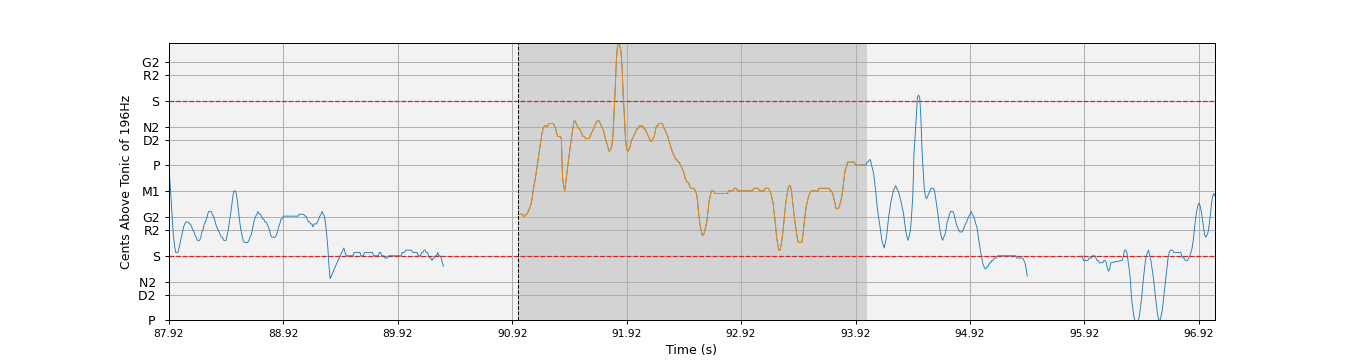 Cents Above Tonic of 196Hz
G2
R2
S
N2
D2
P
M1
G2
R2
S
N2
D2
P
87.92 88.92 89.92 90.92 91.92 92.92 93.92 94.92 95.92 96.92
Time (s)